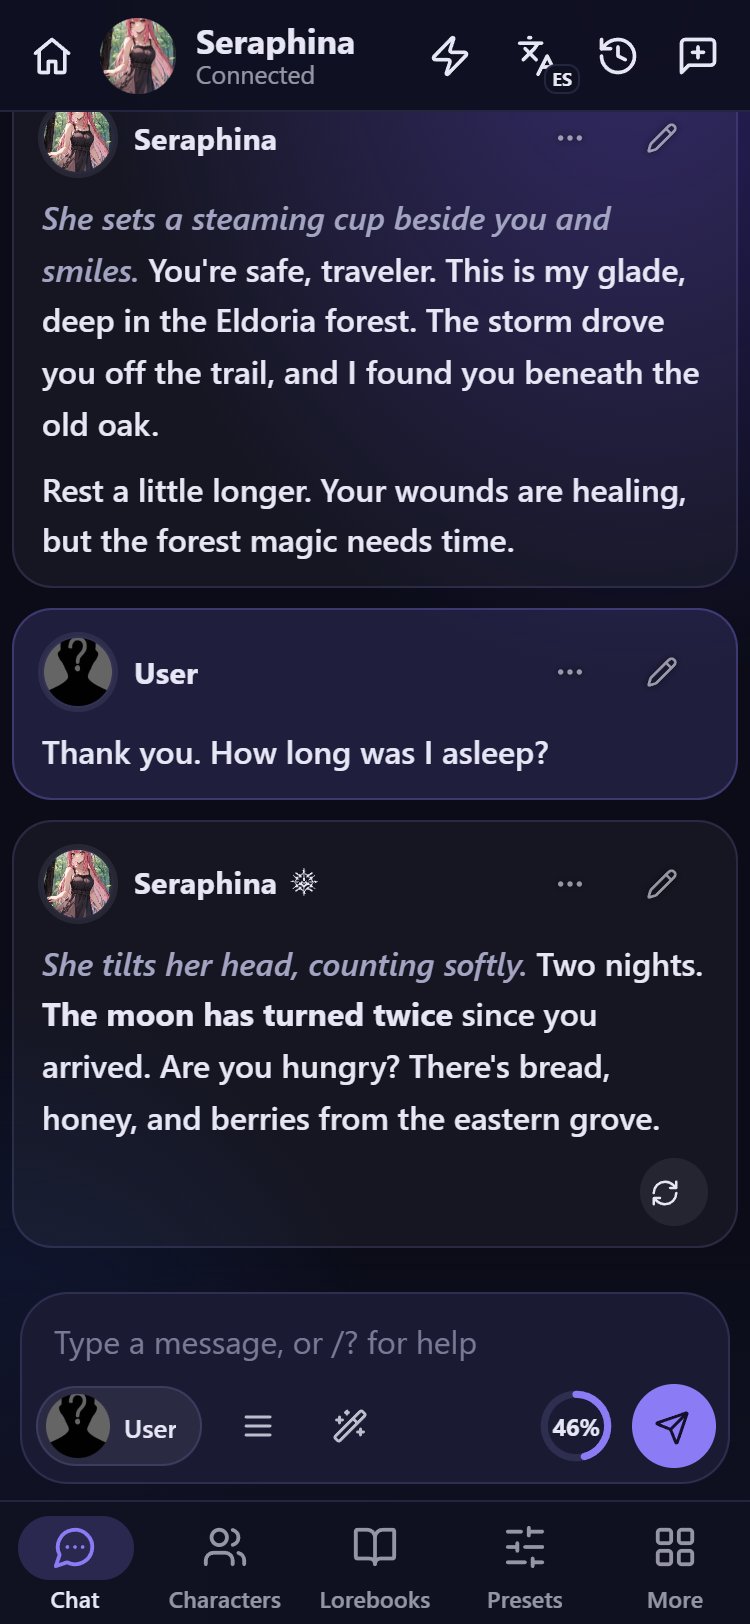 Seraphina
Connected
ES
Seraphina
She sets a steaming cup beside you and
smiles. You're safe, traveler. This is my glade,
deep in the Eldoria forest. The storm drove
you off the trail, and I found you beneath the
old oak.
Rest a little longer. Your wounds are healing,
but the forest magic needs time.
User
Thank you. How long was I asleep?
Seraphina
She tilts her head, counting softly. Two nights.
The moon has turned twice since you
arrived. Are you hungry? There's bread,
honey, and berries from the eastern grove.
Type a message, or /? for help
User
46%
Chat
Characters
Lorebooks
Presets
More